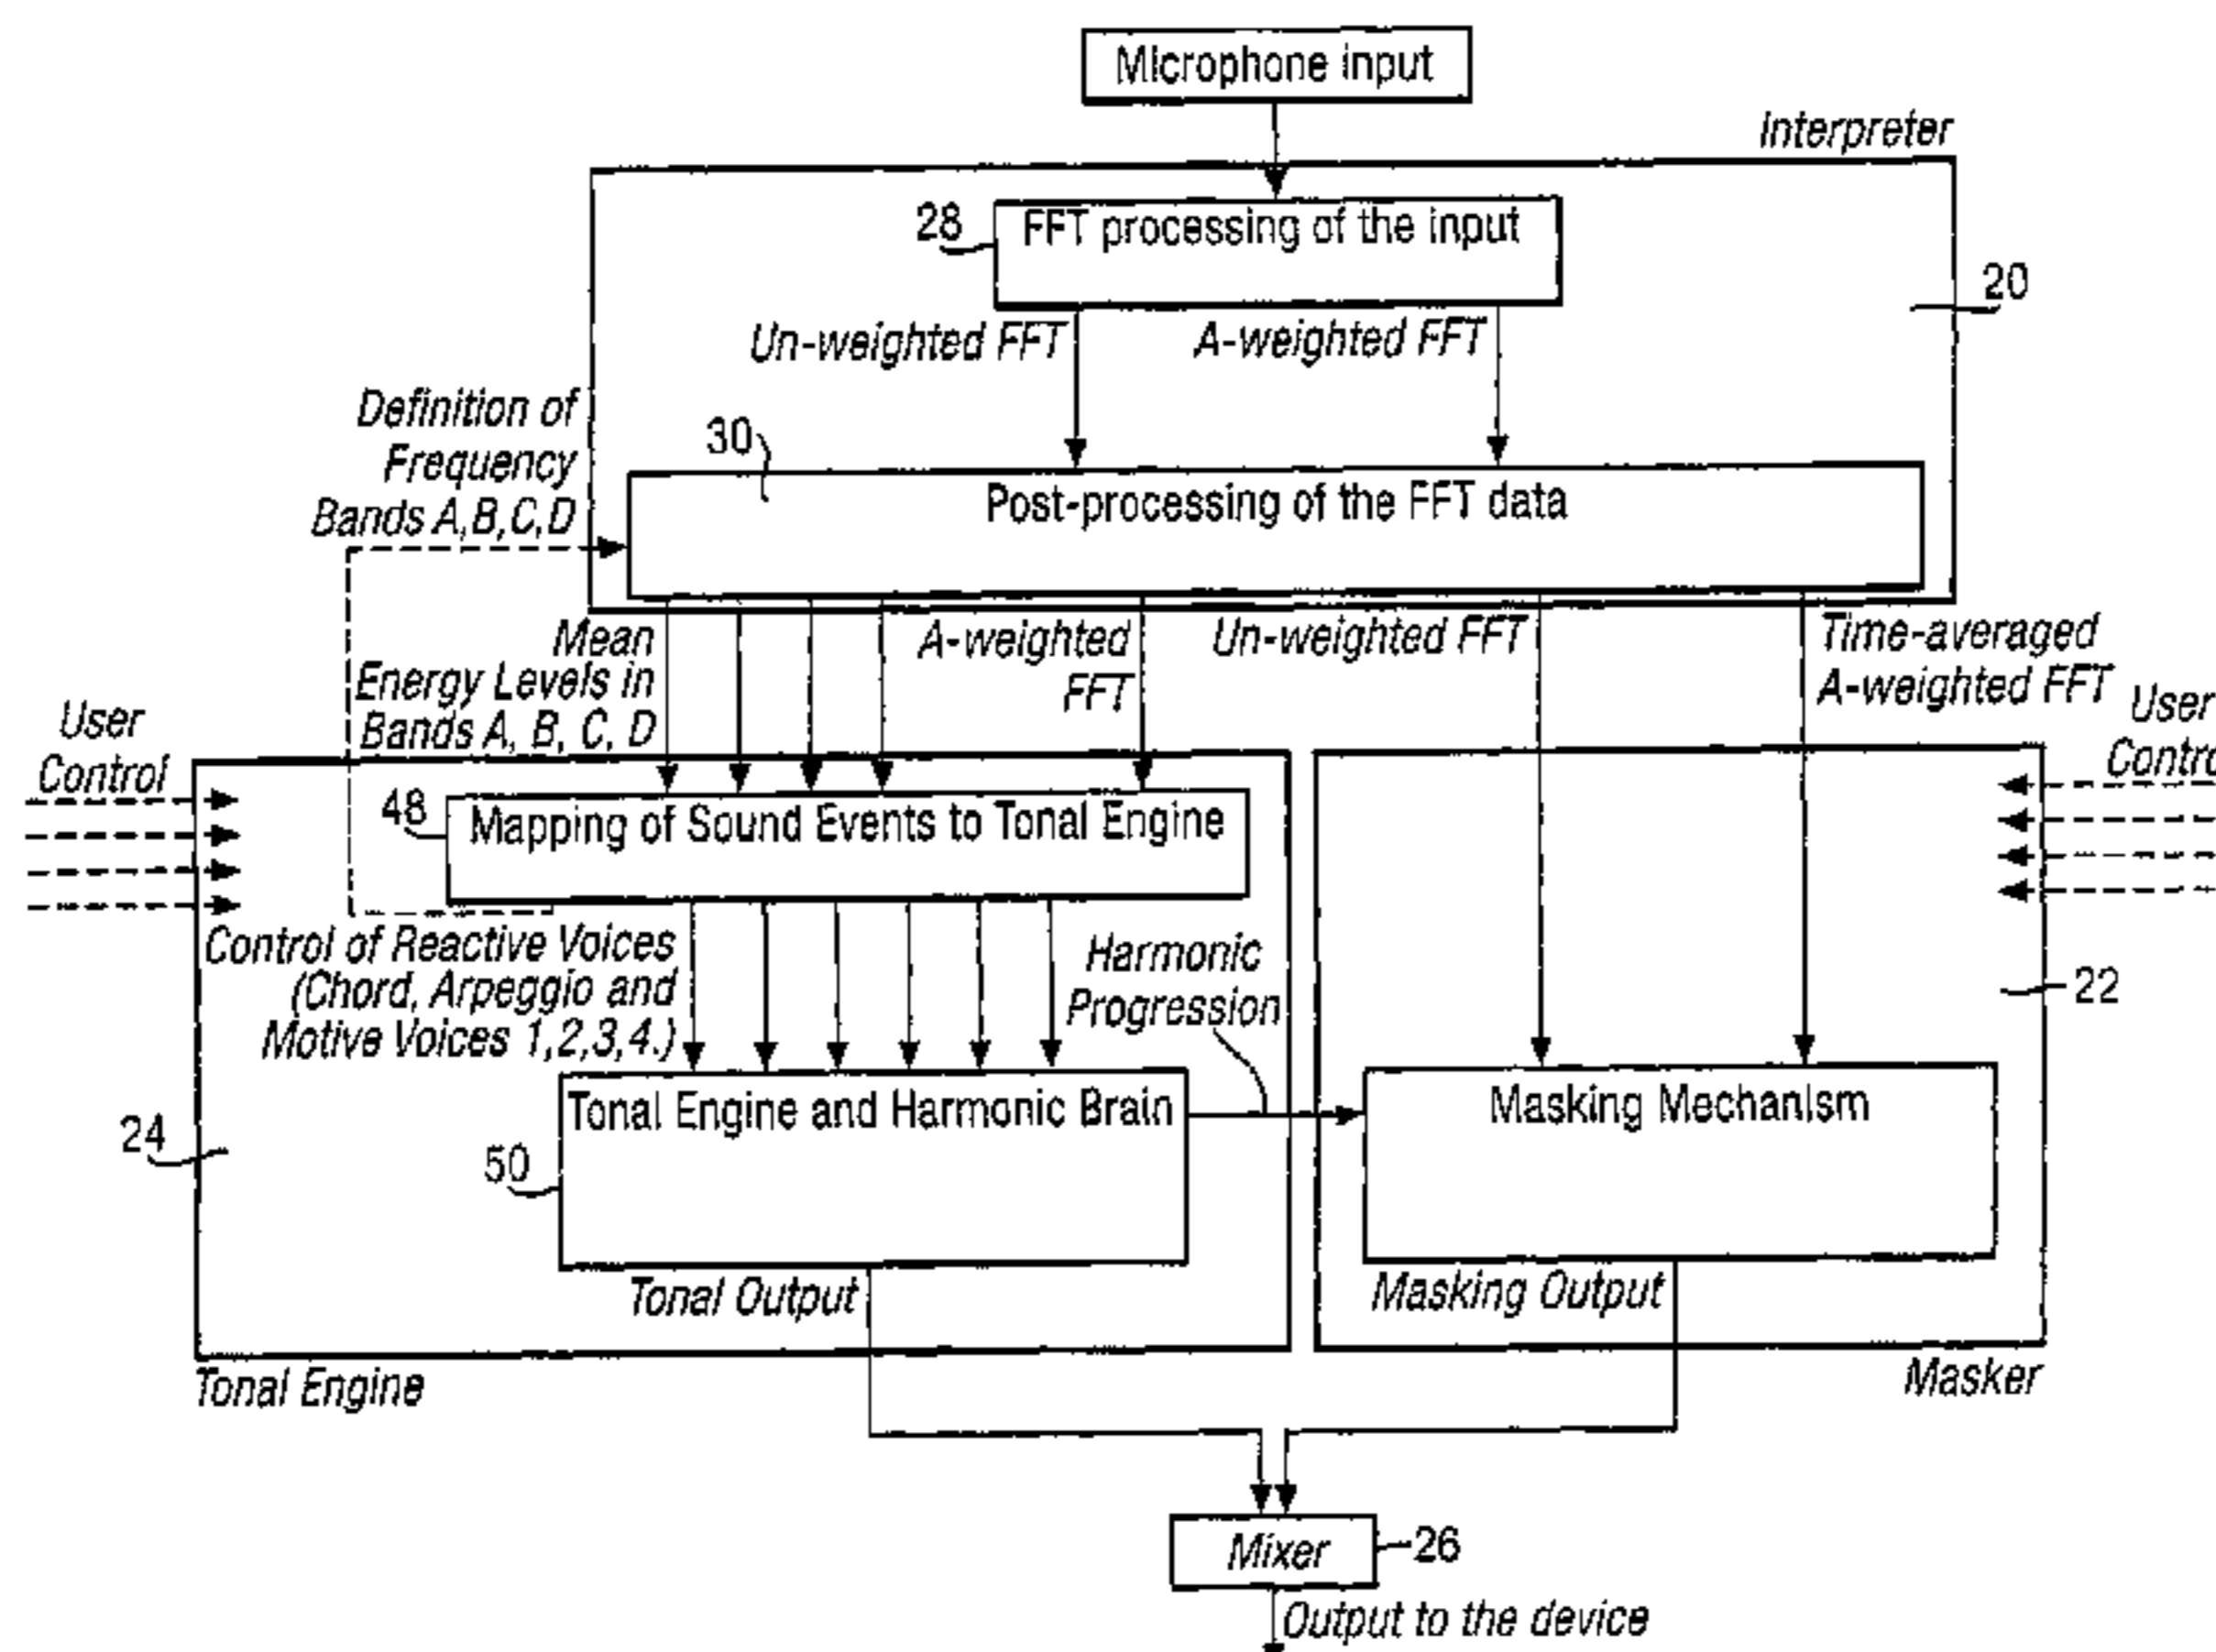 Microphone input
Interpreter
28
FFT processing of the input
20
Un-weighted FFT
A-weighted FFT
Definition of
Frequency
Bands A,B,C,D
30
Post-processing of the FFT data
Mean
Energy Levels in
Bands A, B, C, D
A-weighted
FFT
Un-weighted FFT
Time-averaged
A-weighted FFT
User
Control
User
Contro
48
Mapping of Sound Events to Tonal Engine
Control of Reactive Voices
(Chord, Arpeggio and
Motive Voices 1,2,3,4.)
Harmonic
Progression
22
24
50
Tonal Engine and Harmonic Brain
Masking Mechanism
Tonal Output
Masking Output
Tonal Engine
Masker
Mixer
26
Output to the device